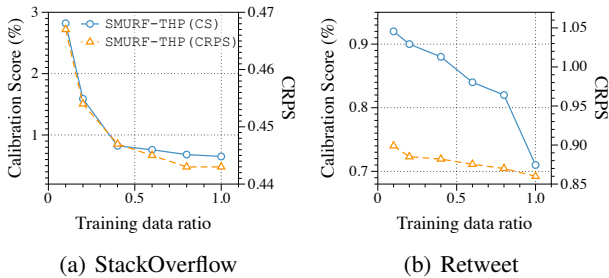 SMURF-THP(CS)
SMURF-THP(CRPS)
Calibration Score (%)
3
2
1
0.47
0.46
0.45
0.44
CRPS
0
0.5
1.0
Training data ratio
(a) StackOverflow
Calibration Score (%)
0.9
0.8
0.7
1.05
1.00
0.95
0.90
0.85
CRPS
0
0.5
1.0
Training data ratio
(b) Retweet